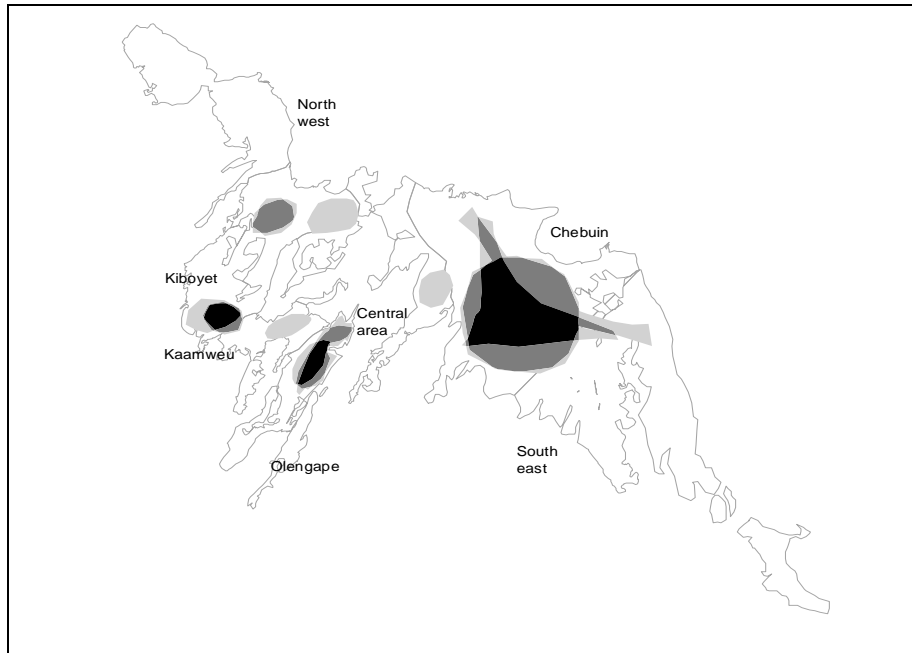 North
west
Chebuin
Kiboyet
Central
area
Kaamweu
South
east
Olengape